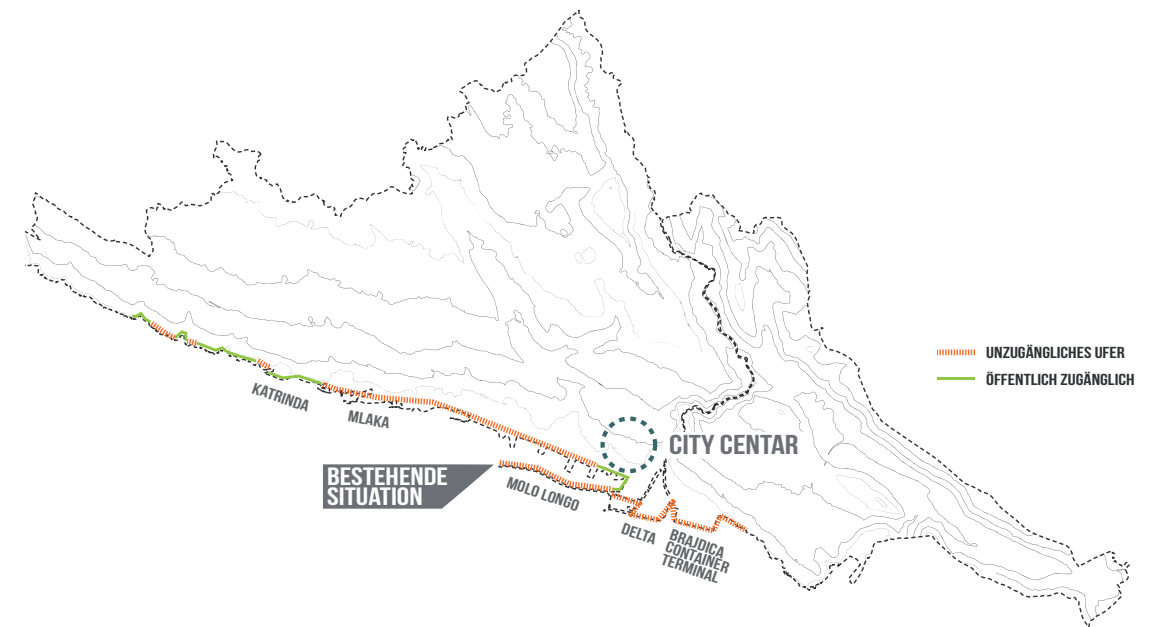 UNZUGÄNGLICHES UFER
ÖFFENTLICH ZUGÄNGLICH
KATRINDA
MLAKA
CITY CENTAR
BESTEHENDE
SITUATION
MOLO LONGO
DELTA
BRAJDICA
CONTAINER
TERMINAL